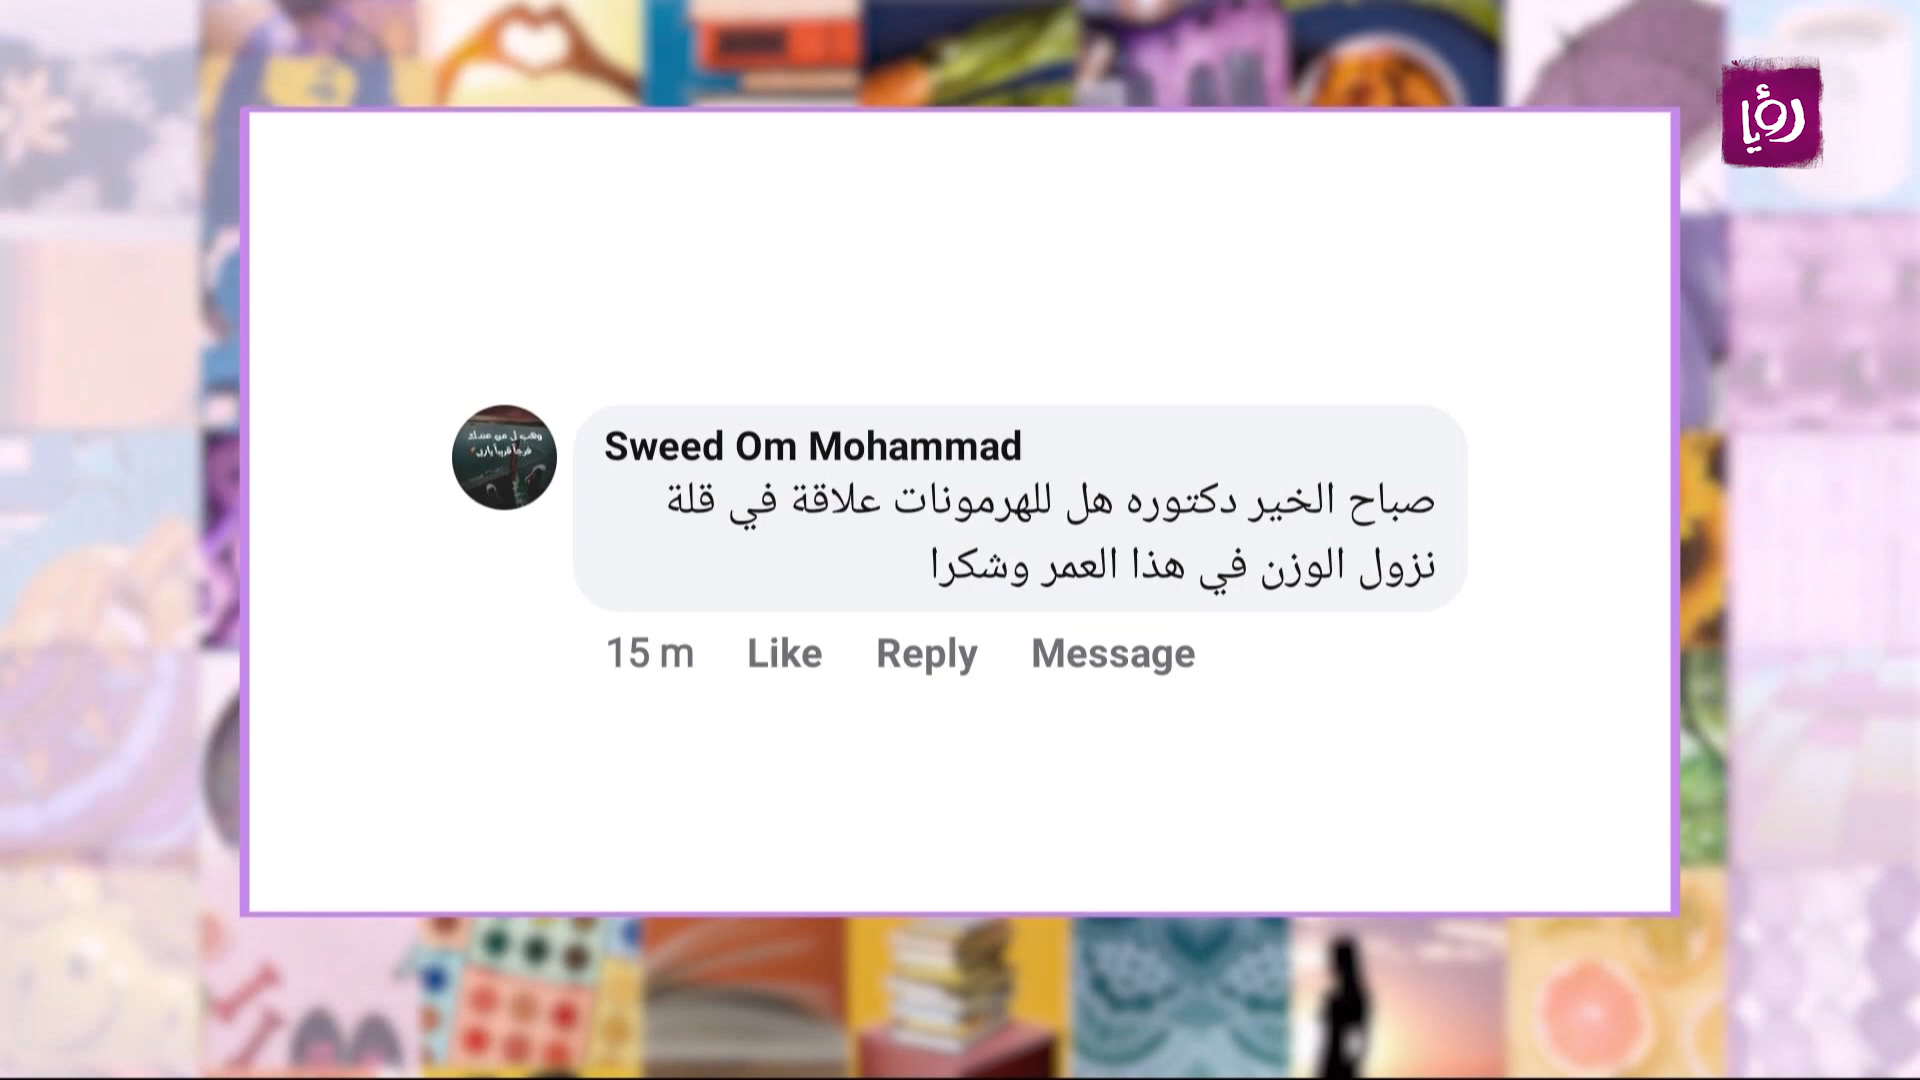 رؤيا
Sweed Om Mohammad
صباح الخير دكتوره هل للهرمونات علاقة في قلة
نزول الوزن في هذا العمر وشكرا
15 m Like Reply Message